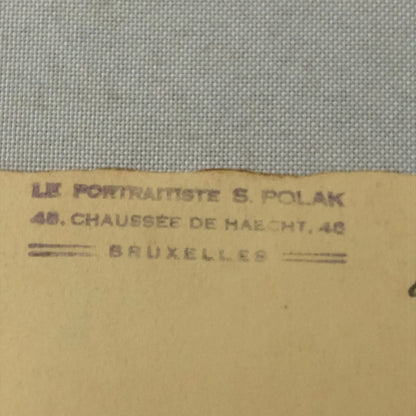 LE PORTRAITISTE S. POLAK
46, CHAUSSÉE DE HAECHT, 46
BRUXELLES